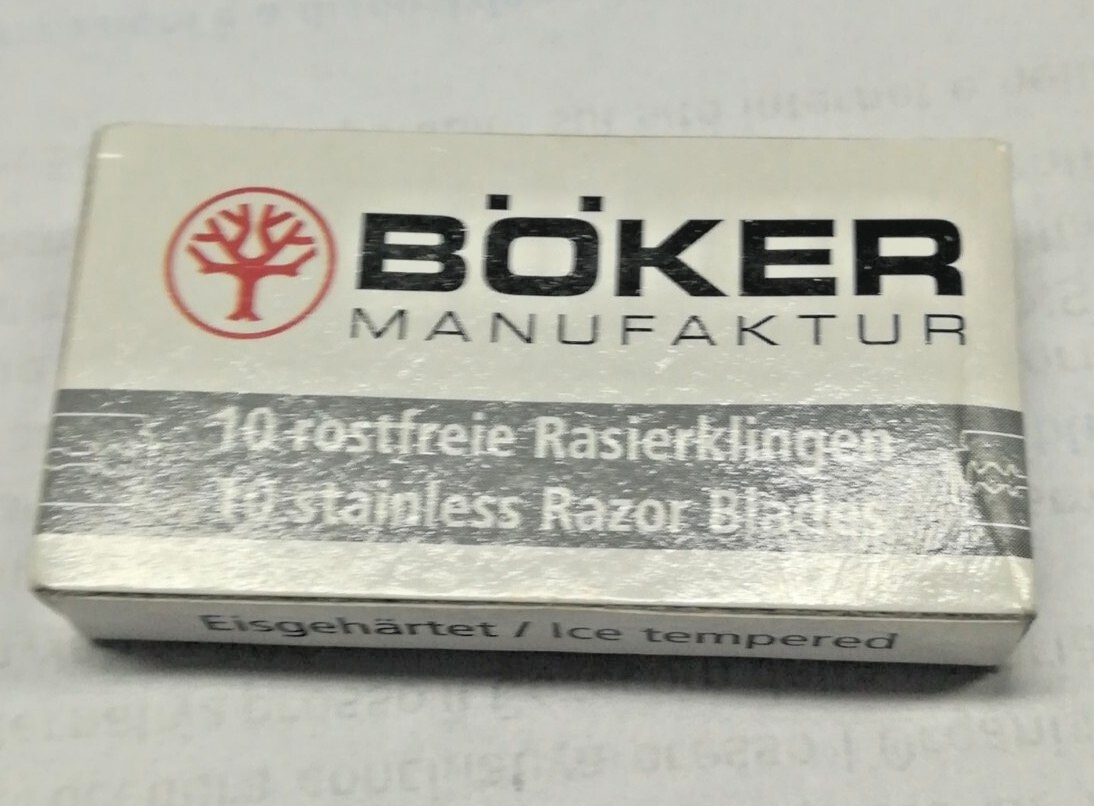 BÖKER
MANUFAKTUR
10 rostfreie Rasierklingen
10 stainless Razor Blades
Eisgehärtet / Ice tempered